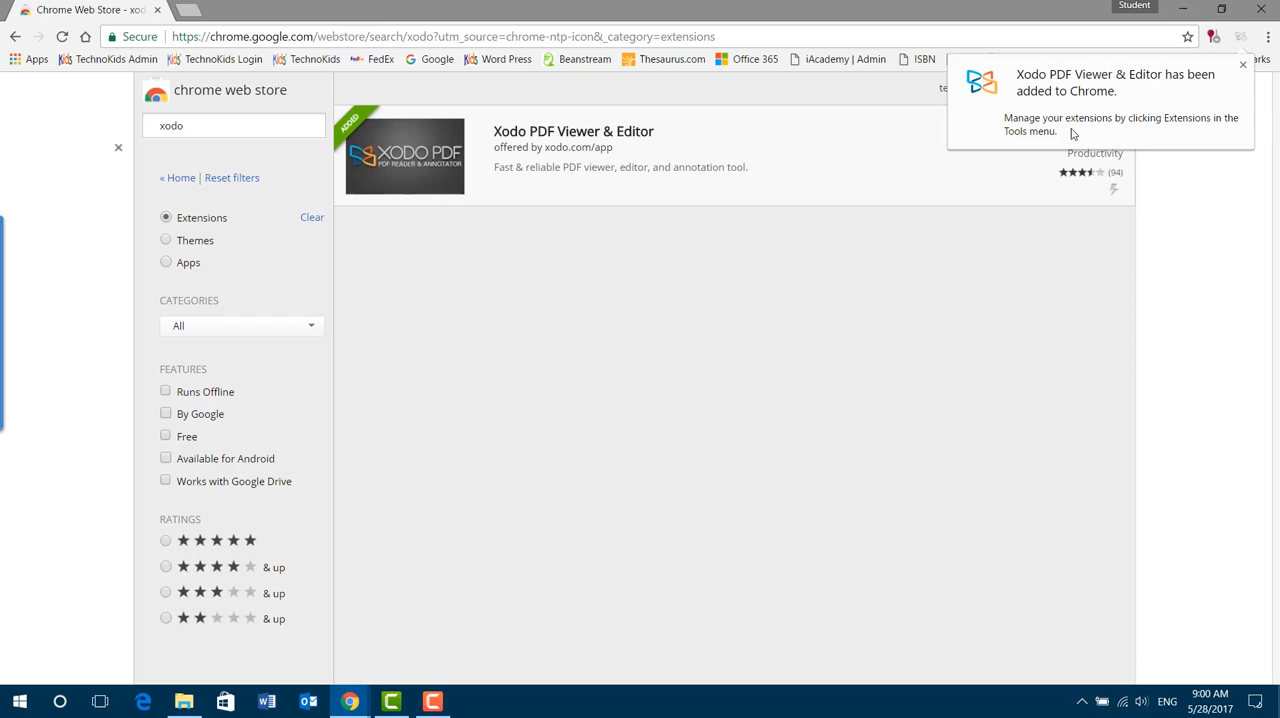 Chrome Web Store - xod
Student
Secure
https://chrome.google.com/webstore/search/xodo?utm_source=chrome-ntp-icon&_category=extensions
Apps TechnoKids Admin TechnoKids Login TechnoKids FedEx Google Word Press Beanstream Thesaurus.com Office 365 iAcademy | Admin ISBN
Xodo PDF Viewer & Editor has been
added to Chrome.
Manage your extensions by clicking Extensions in the
Tools menu.
chrome web store
xodo
« Home | Reset filters
Extensions Clear
Themes
Apps
CATEGORIES
All
FEATURES
Runs Offline
By Google
Free
Available for Android
Works with Google Drive
RATINGS
& up
& up
& up
ADDED
XODO PDF
PDF READER & ANNOTATOR
Xodo PDF Viewer & Editor
offered by xodo.com/app
Fast & reliable PDF viewer, editor, and annotation tool.
Productivity
(94)
ENG
9:00 AM
5/28/2017